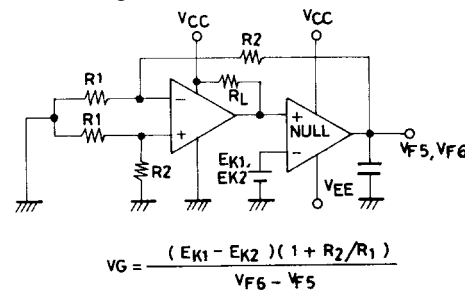 VCC
VCC
R2
R1
RL
R1
NULL
R2
EK1,
EK2
VEE
VF5, VF6
VG = (EK1 – EK2)(1 + R2/R1)
VF6 – VF5